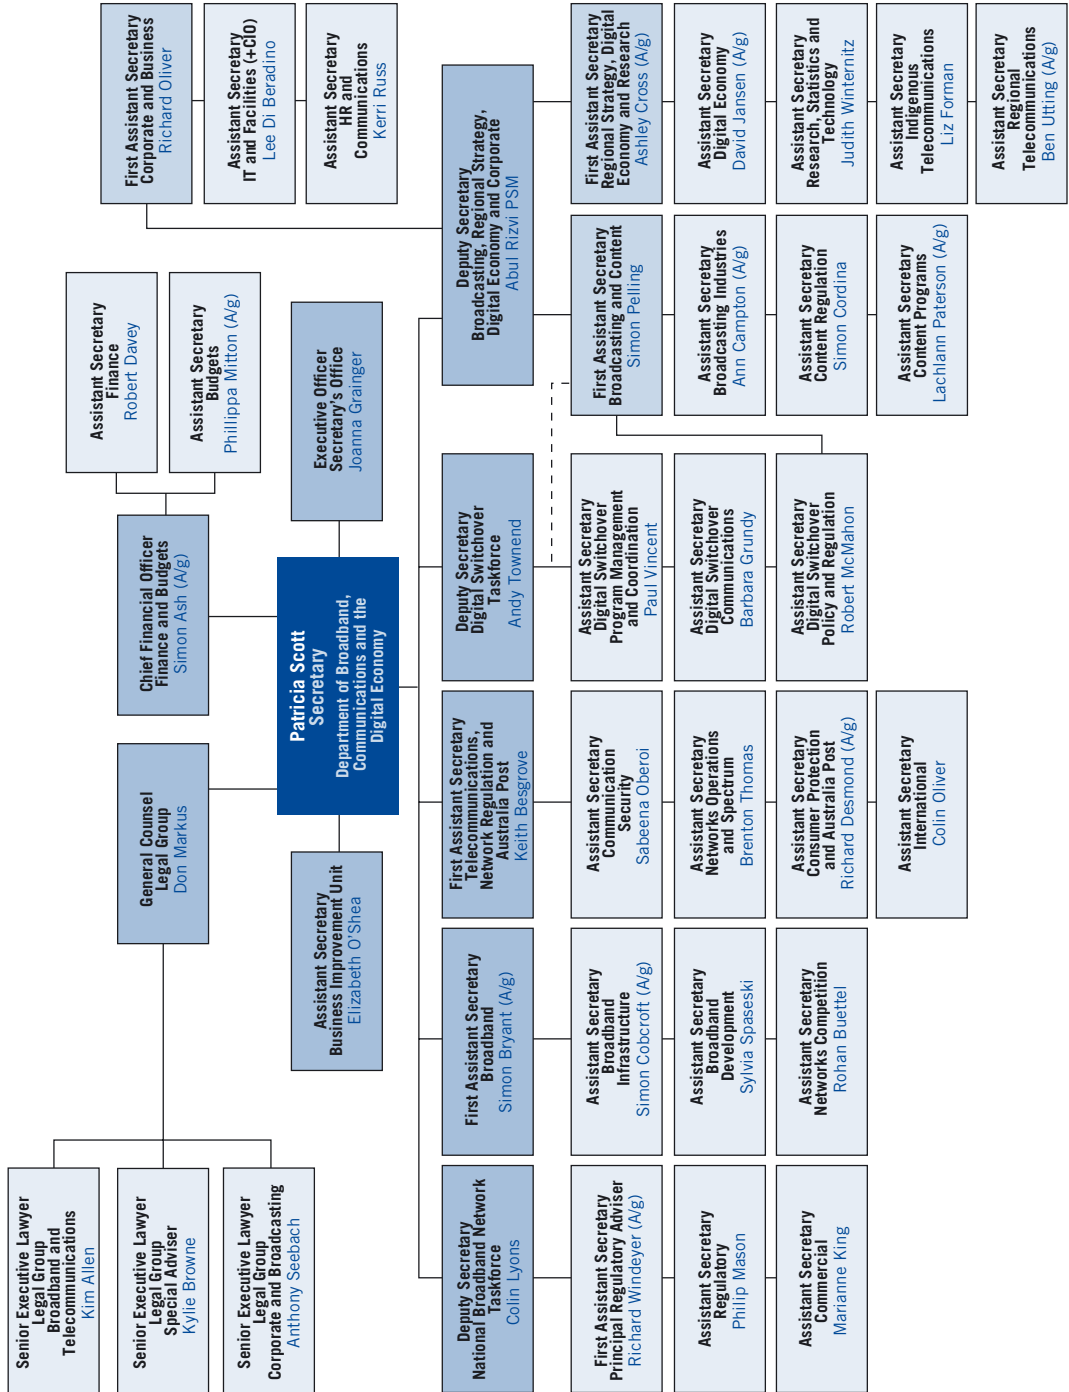 Senior Executive Lawyer
Legal Group
Broadband and
Telecommunications
Kim Allen
Senior Executive Lawyer
Legal Group
Special Adviser
Kylie Browne
Senior Executive Lawyer
Legal Group
Corporate and Broadcasting
Anthony Seebach
General Counsel
Legal Group
Don Markus
Chief Financial Officer
Finance and Budgets
Simon Ash (A/g)
Assistant Secretary
Finance
Robert Davey
Assistant Secretary
Budgets
Phillippa Mitton (A/g)
First Assistant Secretary
Corporate and Business
Richard Oliver
Assistant Secretary
IT and Facilities (+CIO)
Lee Di Beradino
Assistant Secretary
HR and
Communications
Kerri Russ
Assistant Secretary
Business Improvement Unit
Elizabeth O'Shea
Patricia Scott
Secretary
Department of Broadband,
Communications and the
Digital Economy
Executive Officer
Secretary's Office
Joanna Grainger
Deputy Secretary
National Broadband Network
Taskforce
Colin Lyons
First Assistant Secretary
Principal Regulatory Adviser
Richard Windeyer (A/g)
Assistant Secretary
Regulatory
Philip Mason
Assistant Secretary
Commercial
Marianne King
First Assistant Secretary
Broadband
Simon Bryant (A/g)
Assistant Secretary
Broadband
Infrastructure
Simon Cobcroft (A/g)
Assistant Secretary
Broadband
Development
Sylvia Spaseski
Assistant Secretary
Networks Competition
Rohan Buettel
First Assistant Secretary
Telecommunications,
Network Regulation and
Australia Post
Keith Besgrove
Assistant Secretary
Communication
Security
Sabeena Oberoi
Assistant Secretary
Networks Operations
and Spectrum
Brenton Thomas
Assistant Secretary
Consumer Protection
and Australia Post
Richard Desmond (A/g)
Assistant Secretary
International
Colin Oliver
Deputy Secretary
Digital Switchover
Taskforce
Andy Townend
Assistant Secretary
Digital Switchover
Program Management
and Coordination
Paul Vincent
Assistant Secretary
Digital Switchover
Communications
Barbara Grundy
Assistant Secretary
Digital Switchover
Policy and Regulation
Robert McMahon
Deputy Secretary
Broadcasting, Regional Strategy,
Digital Economy and Corporate
Abul Rizvi PSM
First Assistant Secretary
Broadcasting and Content
Simon Pelling
Assistant Secretary
Broadcasting Industries
Ann Campton (A/g)
Assistant Secretary
Content Regulation
Simon Cordina
Assistant Secretary
Content Programs
Lachlann Paterson (A/g)
First Assistant Secretary
Regional Strategy, Digital
Economy and Research
Ashley Cross (A/g)
Assistant Secretary
Digital Economy
David Jansen (A/g)
Assistant Secretary
Research, Statistics and
Technology
Judith Winternitz
Assistant Secretary
Indigenous
Telecommunications
Liz Forman
Assistant Secretary
Regional
Telecommunications
Ben Utting (A/g)